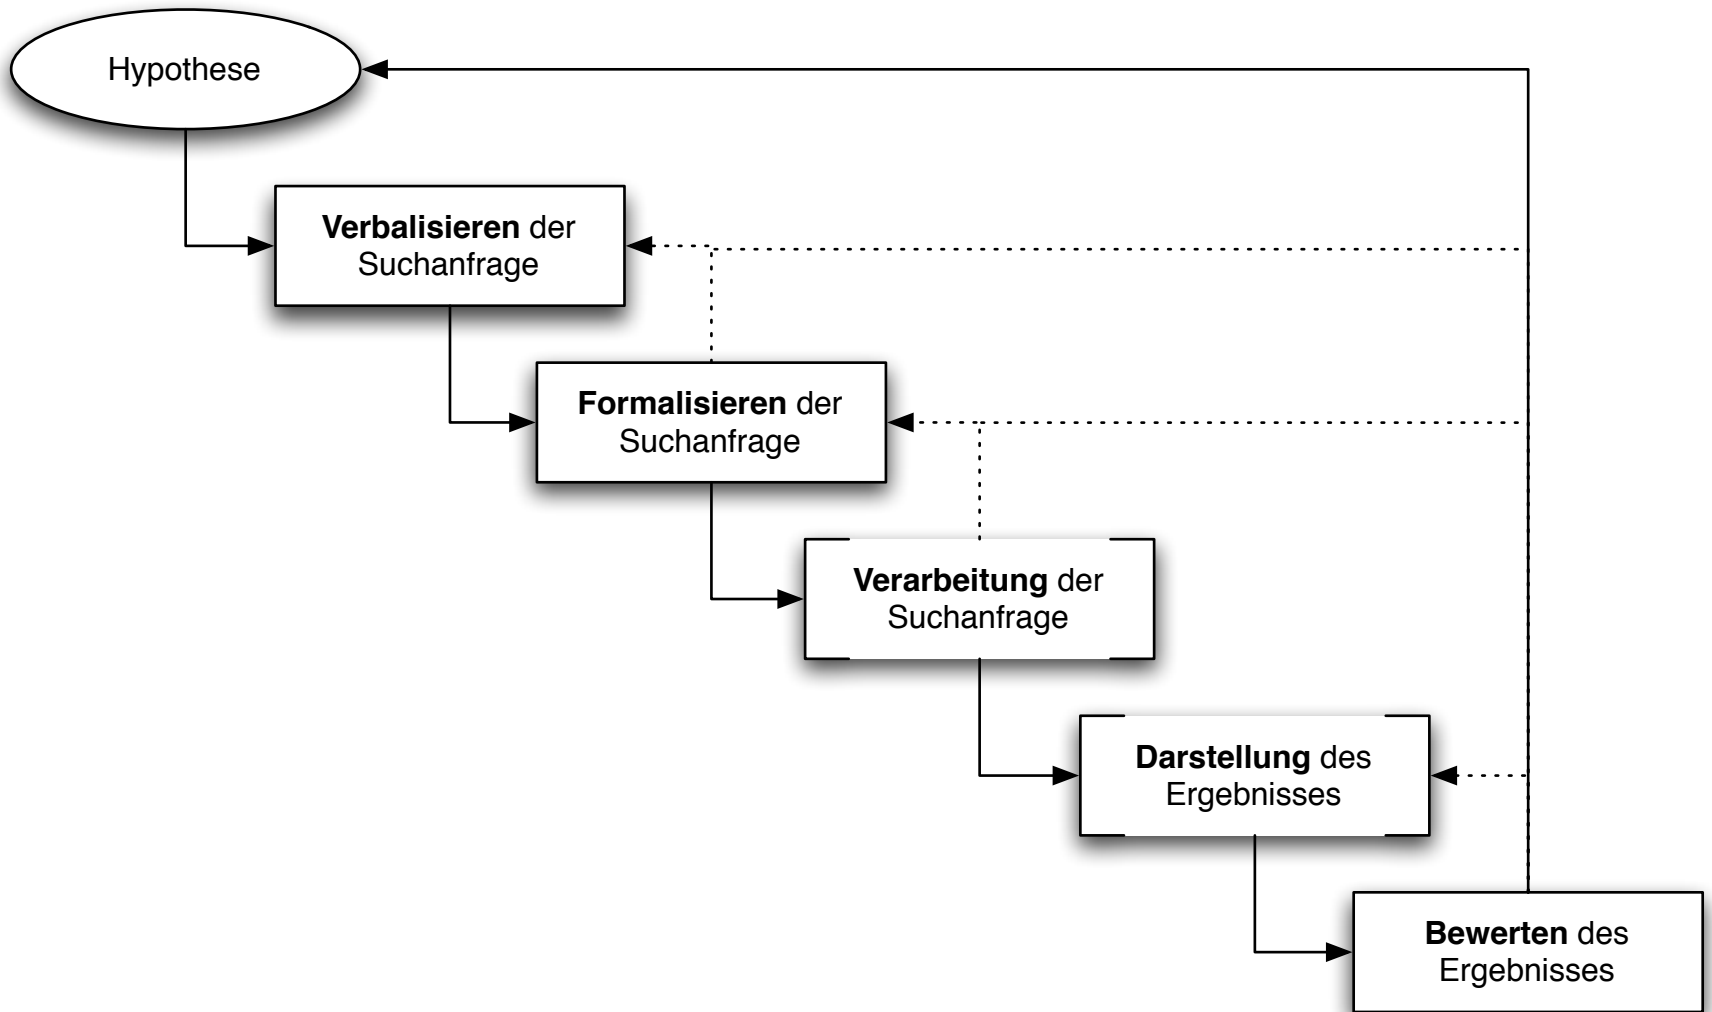 Hypothese
Verbalisieren der
Suchanfrage
Formalisieren der
Suchanfrage
Verarbeitung der
Suchanfrage
Darstellung des
Ergebnisses
Bewerten des
Ergebnisses